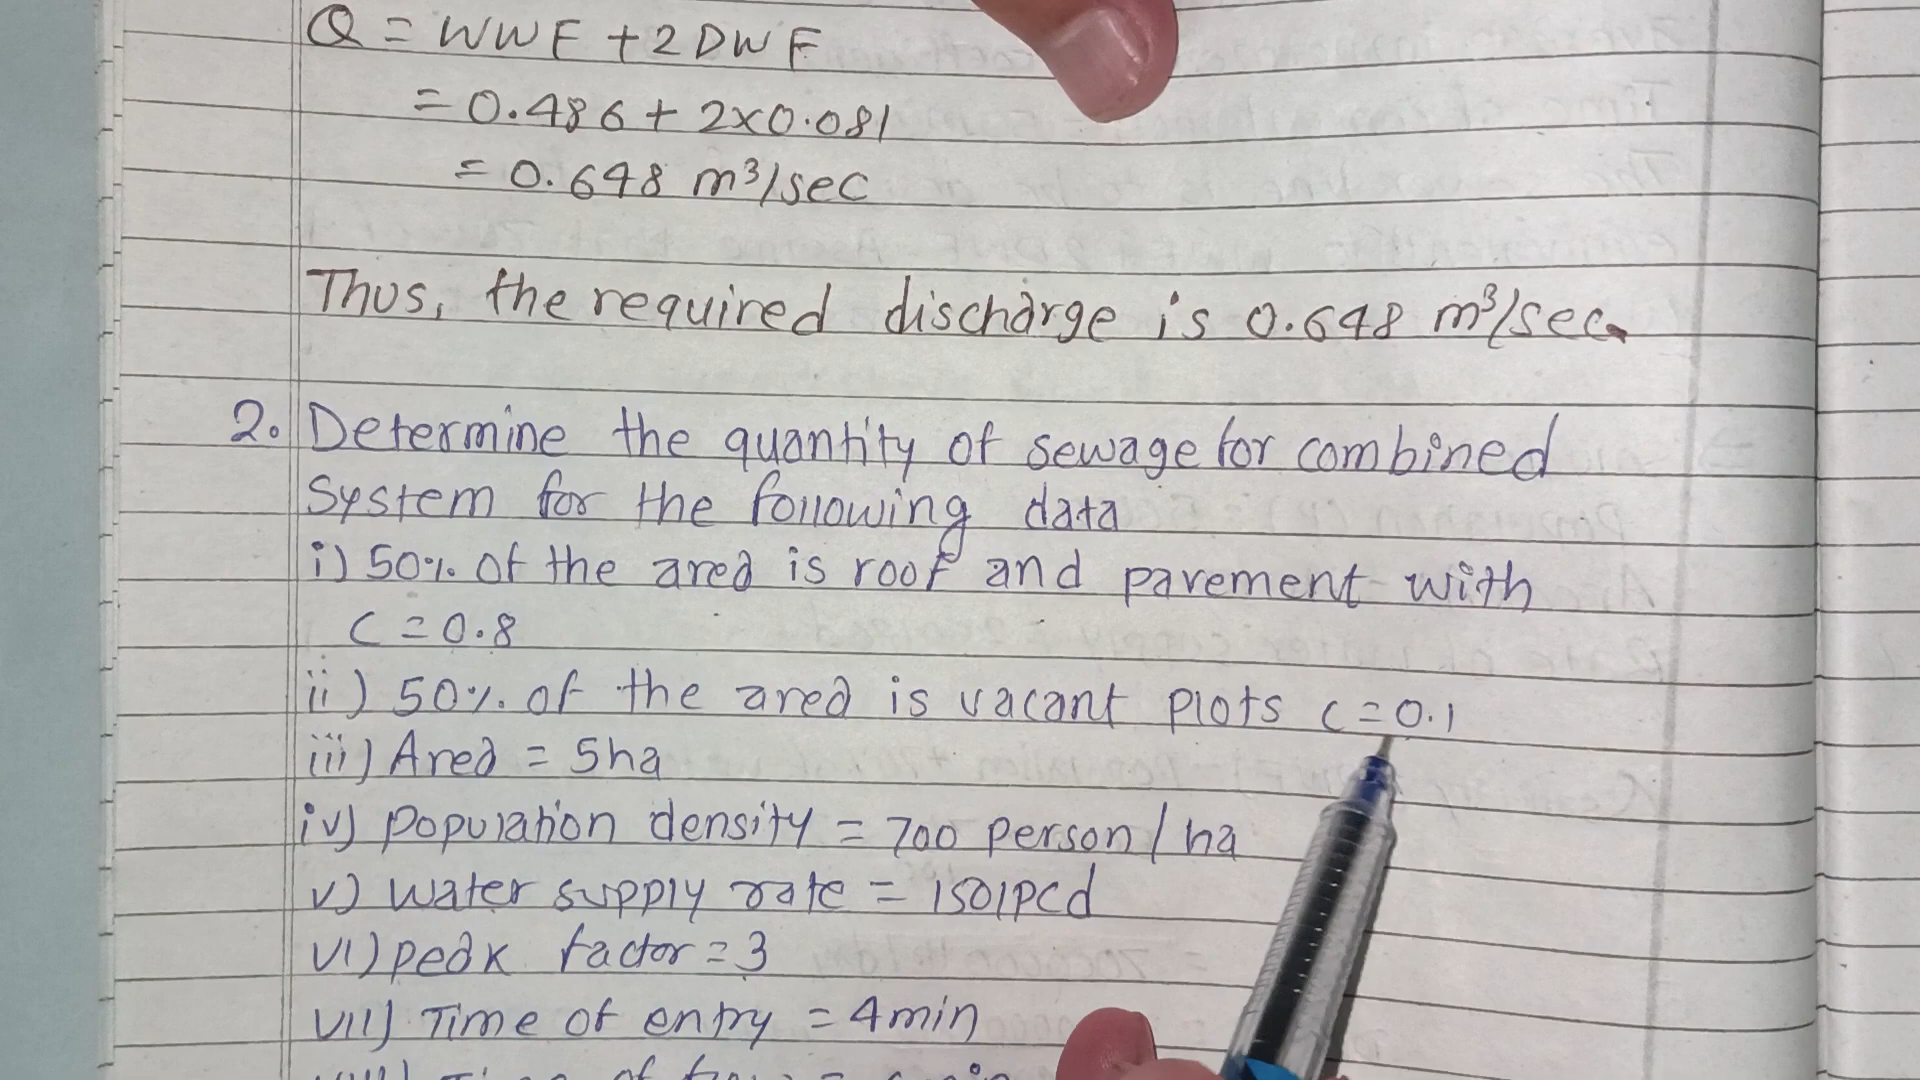 Q = WWF + 2DWF
= 0.486 + 2×0.081
= 0.648 m³/sec
Thus, the required discharge is 0.648 m³/sec.
2. Determine the quantity of sewage for combined
System for the following data
i) 50% of the area is roof and pavement with
C = 0.8
ii) 50% of the area is vacant plots C = 0.1
iii) Area = 5ha
iv) population density = 700 person/ha
v) Water supply rate = 150lpcd
vi) peak factor = 3
vii) Time of entry = 4min